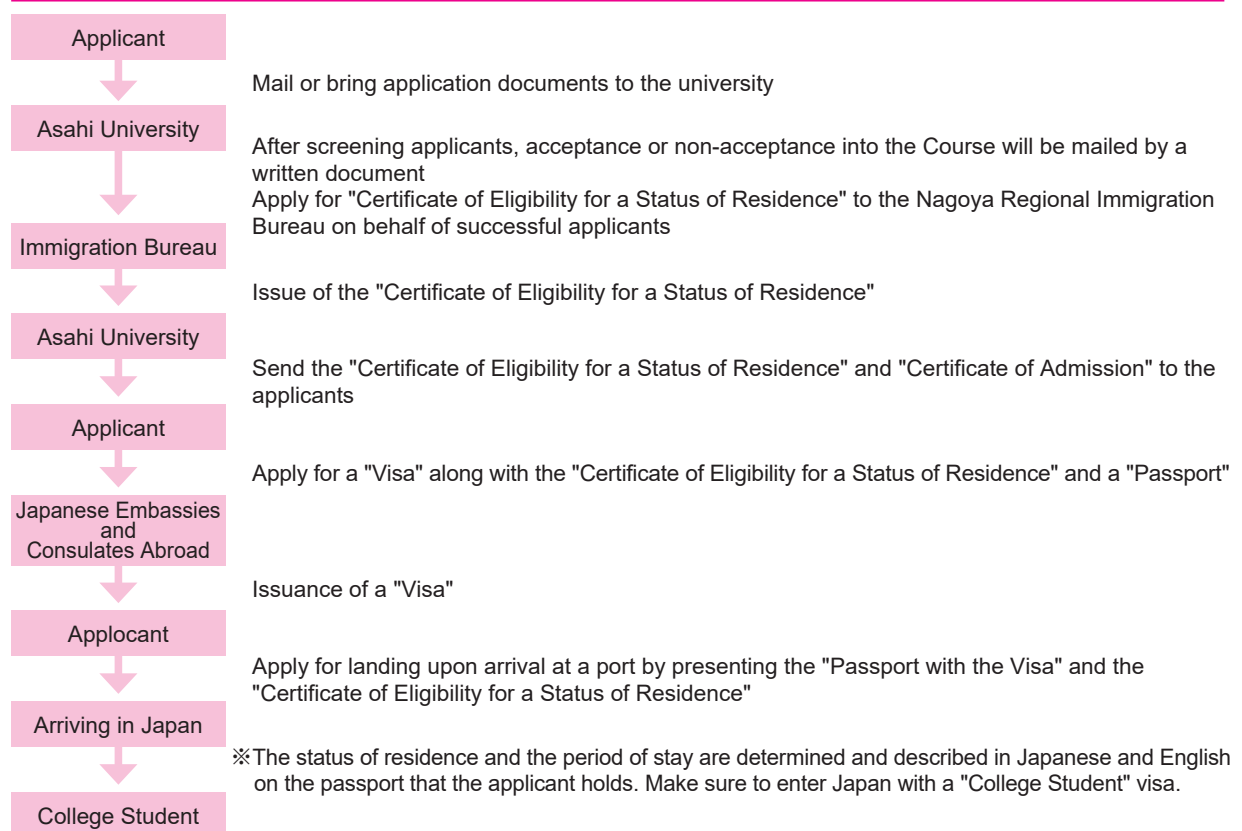 Applicant
Mail or bring application documents to the university
Asahi University
After screening applicants, acceptance or non-acceptance into the Course will be mailed by a
written document
Apply for "Certificate of Eligibility for a Status of Residence" to the Nagoya Regional Immigration
Bureau on behalf of successful applicants
Immigration Bureau
Issue of the "Certificate of Eligibility for a Status of Residence"
Asahi University
Send the "Certificate of Eligibility for a Status of Residence" and "Certificate of Admission" to the
applicants
Applicant
Apply for a "Visa" along with the "Certificate of Eligibility for a Status of Residence" and a "Passport"
Japanese Embassies
and
Consulates Abroad
Issuance of a "Visa"
Applocant
Apply for landing upon arrival at a port by presenting the "Passport with the Visa" and the
"Certificate of Eligibility for a Status of Residence"
Arriving in Japan
※The status of residence and the period of stay are determined and described in Japanese and English
on the passport that the applicant holds. Make sure to enter Japan with a "College Student" visa.
College Student